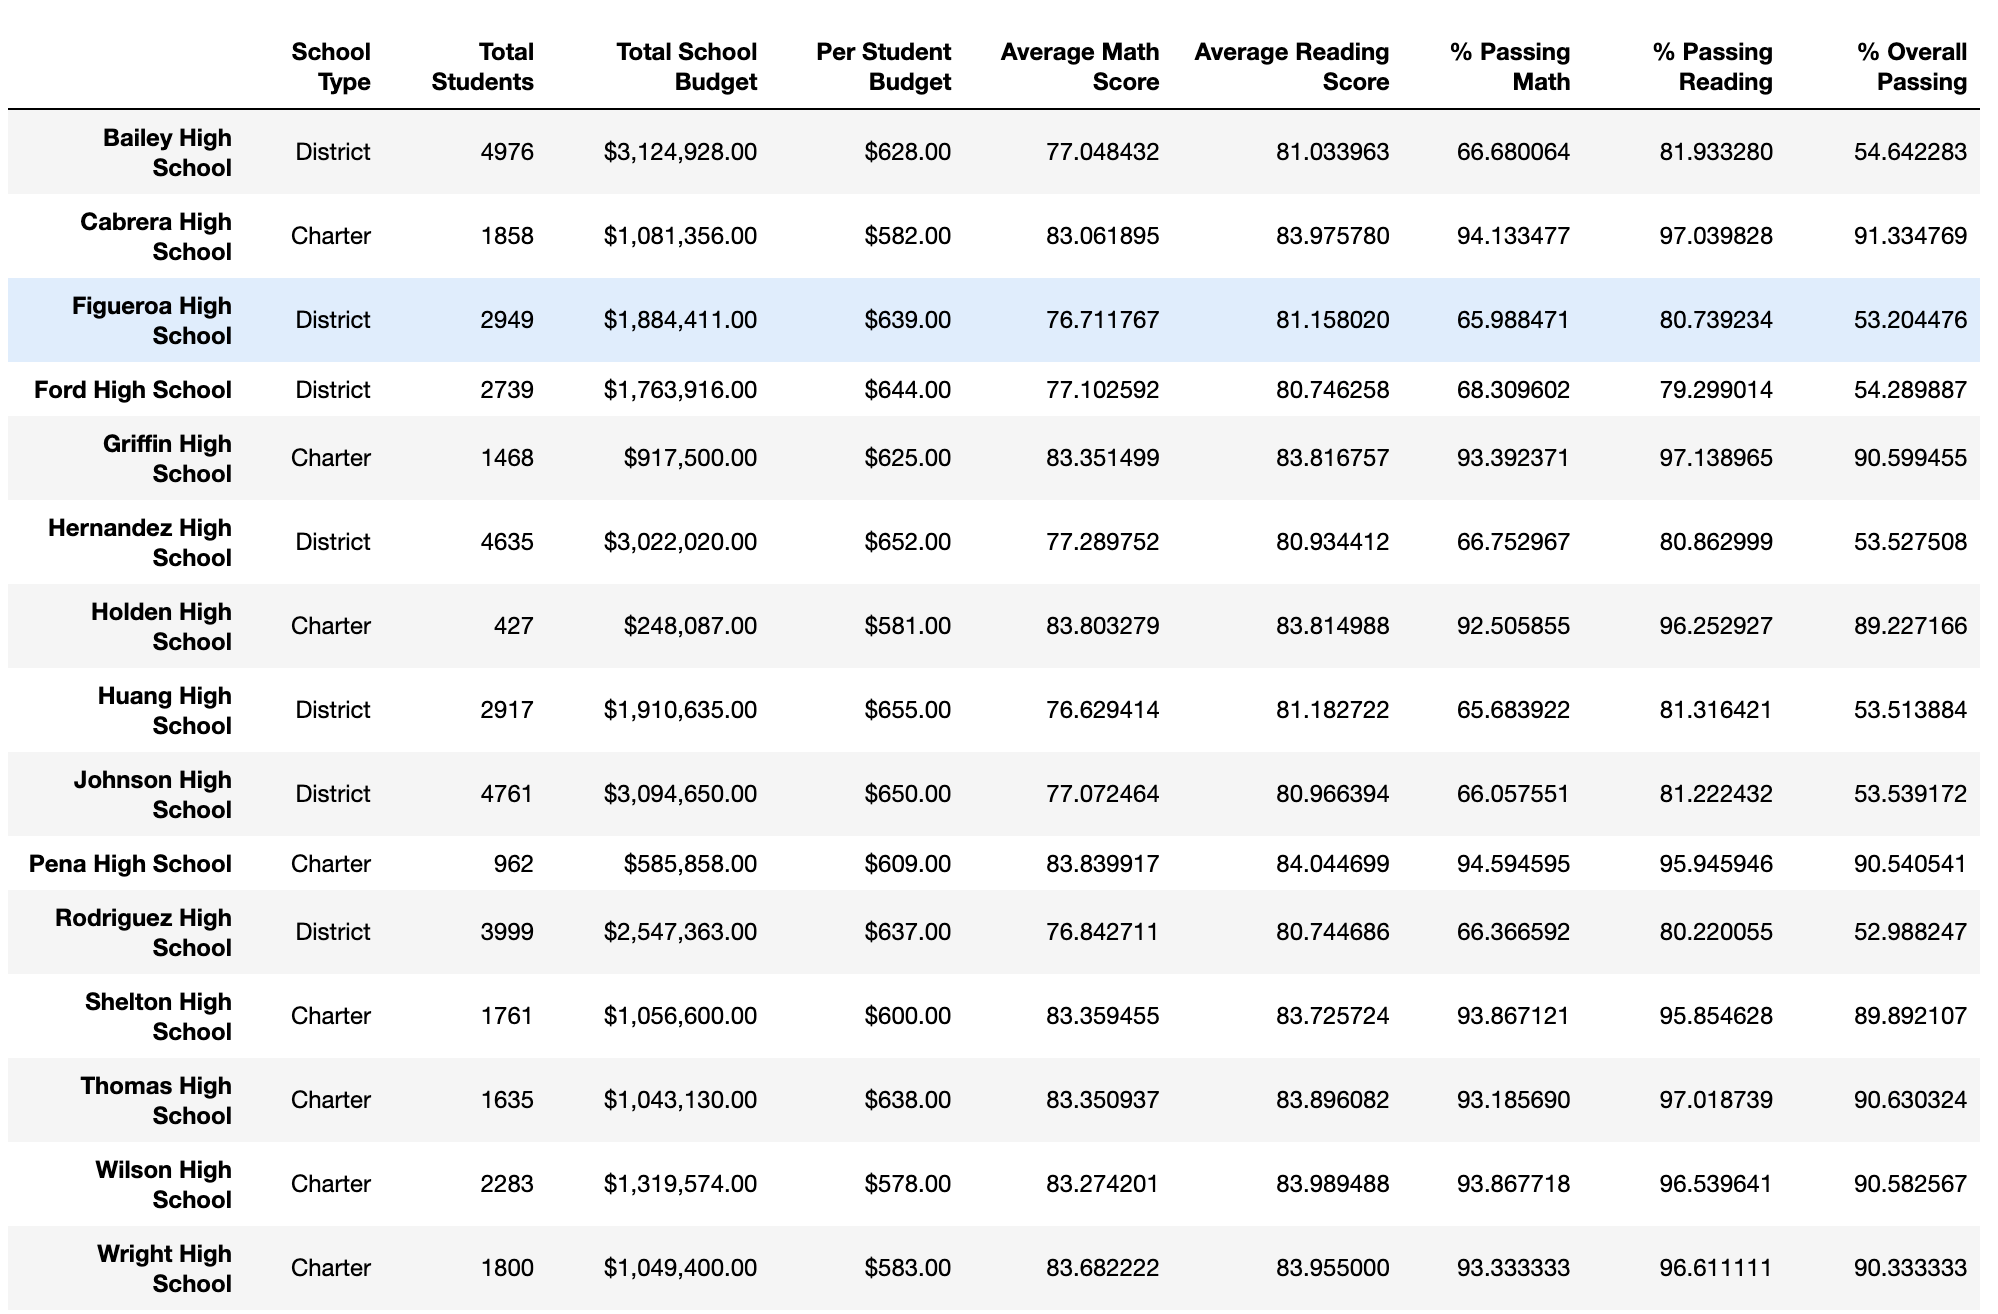 School Type Total Students Total School Budget Per Student Budget Average Math Score Average Reading Score % Passing Math % Passing Reading % Overall Passing
Bailey High School District 4976 $3,124,928.00 $628.00 77.048432 81.033963 66.680064 81.933280 54.642283
Cabrera High School Charter 1858 $1,081,356.00 $582.00 83.061895 83.975780 94.133477 97.039828 91.334769
Figueroa High School District 2949 $1,884,411.00 $639.00 76.711767 81.158020 65.988471 80.739234 53.204476
Ford High School District 2739 $1,763,916.00 $644.00 77.102592 80.746258 68.309602 79.299014 54.289887
Griffin High School Charter 1468 $917,500.00 $625.00 83.351499 83.816757 93.392371 97.138965 90.599455
Hernandez High School District 4635 $3,022,020.00 $652.00 77.289752 80.934412 66.752967 80.862999 53.527508
Holden High School Charter 427 $248,087.00 $581.00 83.803279 83.814988 92.505855 96.252927 89.227166
Huang High School District 2917 $1,910,635.00 $655.00 76.629414 81.182722 65.683922 81.316421 53.513884
Johnson High School District 4761 $3,094,650.00 $650.00 77.072464 80.966394 66.057551 81.222432 53.539172
Pena High School Charter 962 $585,858.00 $609.00 83.839917 84.044699 94.594595 95.945946 90.540541
Rodriguez High School District 3999 $2,547,363.00 $637.00 76.842711 80.744686 66.366592 80.220055 52.988247
Shelton High School Charter 1761 $1,056,600.00 $600.00 83.359455 83.725724 93.867121 95.854628 89.892107
Thomas High School Charter 1635 $1,043,130.00 $638.00 83.350937 83.896082 93.185690 97.018739 90.630324
Wilson High School Charter 2283 $1,319,574.00 $578.00 83.274201 83.989488 93.867718 96.539641 90.582567
Wright High School Charter 1800 $1,049,400.00 $583.00 83.682222 83.955000 93.333333 96.611111 90.333333